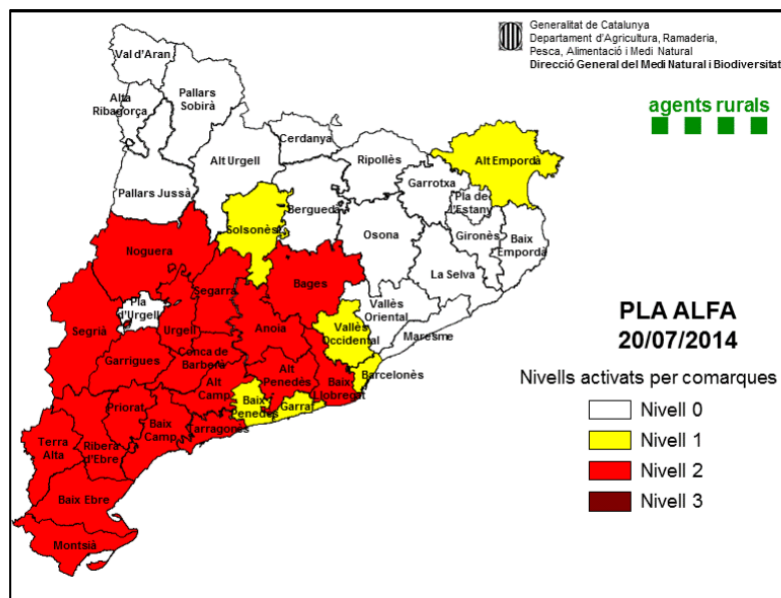 Generalitat de Catalunya
Departament d'Agricultura, Ramaderia,
Pesca, Alimentació i Medi Natural
Direcció General del Medi Natural i Biodiversitat
agents rurals
Val d'Aran
Alta
Ribagorça
Pallars
Sobirà
Cerdanya
Alt Urgell
Ripollès
Alt Empordà
Garrotxa
Pallars Jussà
Berguedà
Pla de
l'Estany
Solsonès
Osona
Gironès
Baix
Empordà
Noguera
La Selva
Segarra
Bages
Pla
d'Urgell
Vallès
Oriental
Segrià
Urgell
Anoia
Vallès
Occidental
Maresme
Garrigues
Conca de
Barberà
Alt
Penedès
Barcelonès
Alt
Camp
Baix
Llobregat
Priorat
Baix
Penedès
Garraf
Baix
Camp
Tarragonès
Terra
Alta
Ribera
d'Ebre
Baix Ebre
Montsià
PLA ALFA
20/07/2014
Nivells activats per comarques
Nivell 0
Nivell 1
Nivell 2
Nivell 3